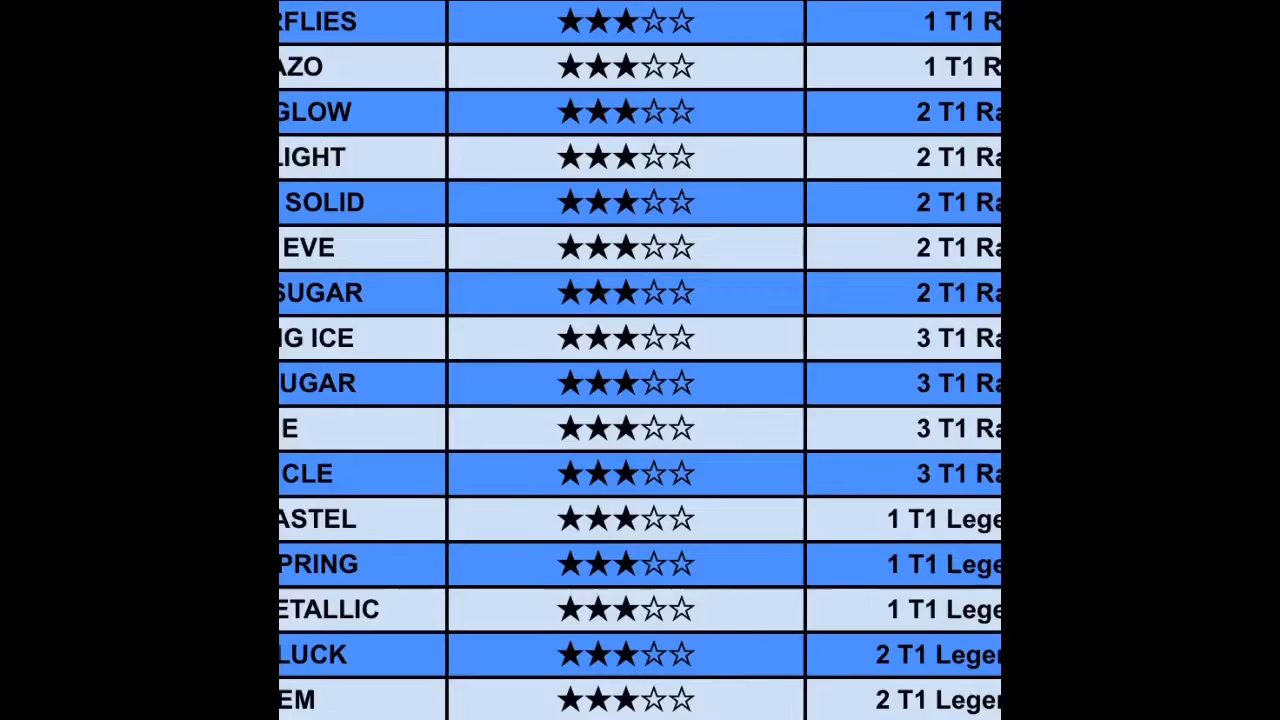 RFLIES ★★★☆☆ 1 T1 R
AZO ★★★☆☆ 1 T1 R
GLOW ★★★☆☆ 2 T1 Ra
LIGHT ★★★☆☆ 2 T1 Ra
SOLID ★★★☆☆ 2 T1 Ra
EVE ★★★☆☆ 2 T1 Ra
SUGAR ★★★☆☆ 2 T1 Ra
G ICE ★★★☆☆ 3 T1 Ra
UGAR ★★★☆☆ 3 T1 Ra
E ★★★☆☆ 3 T1 Ra
CLE ★★★☆☆ 3 T1 Ra
ASTEL ★★★☆☆ 1 T1 Lege
PRING ★★★☆☆ 1 T1 Lege
ETALLIC ★★★☆☆ 1 T1 Lege
LUCK ★★★☆☆ 2 T1 Leger
EM ★★★☆☆ 2 T1 Leger